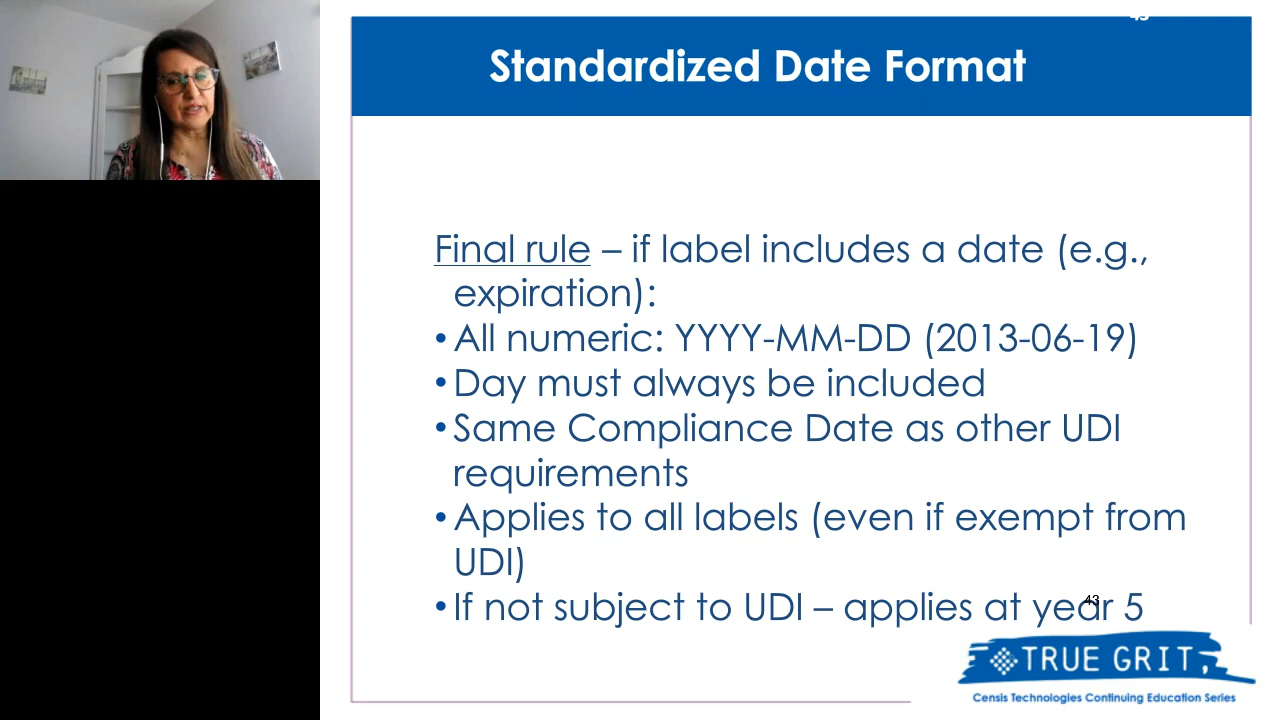 43
Standardized Date Format
Final rule – if label includes a date (e.g.,
expiration):
• All numeric: YYYY-MM-DD (2013-06-19)
• Day must always be included
• Same Compliance Date as other UDI
requirements
• Applies to all labels (even if exempt from
UDI)
• If not subject to UDI – applies at year 5
43
TRUE GRIT
Censis Technologies Continuing Education Series